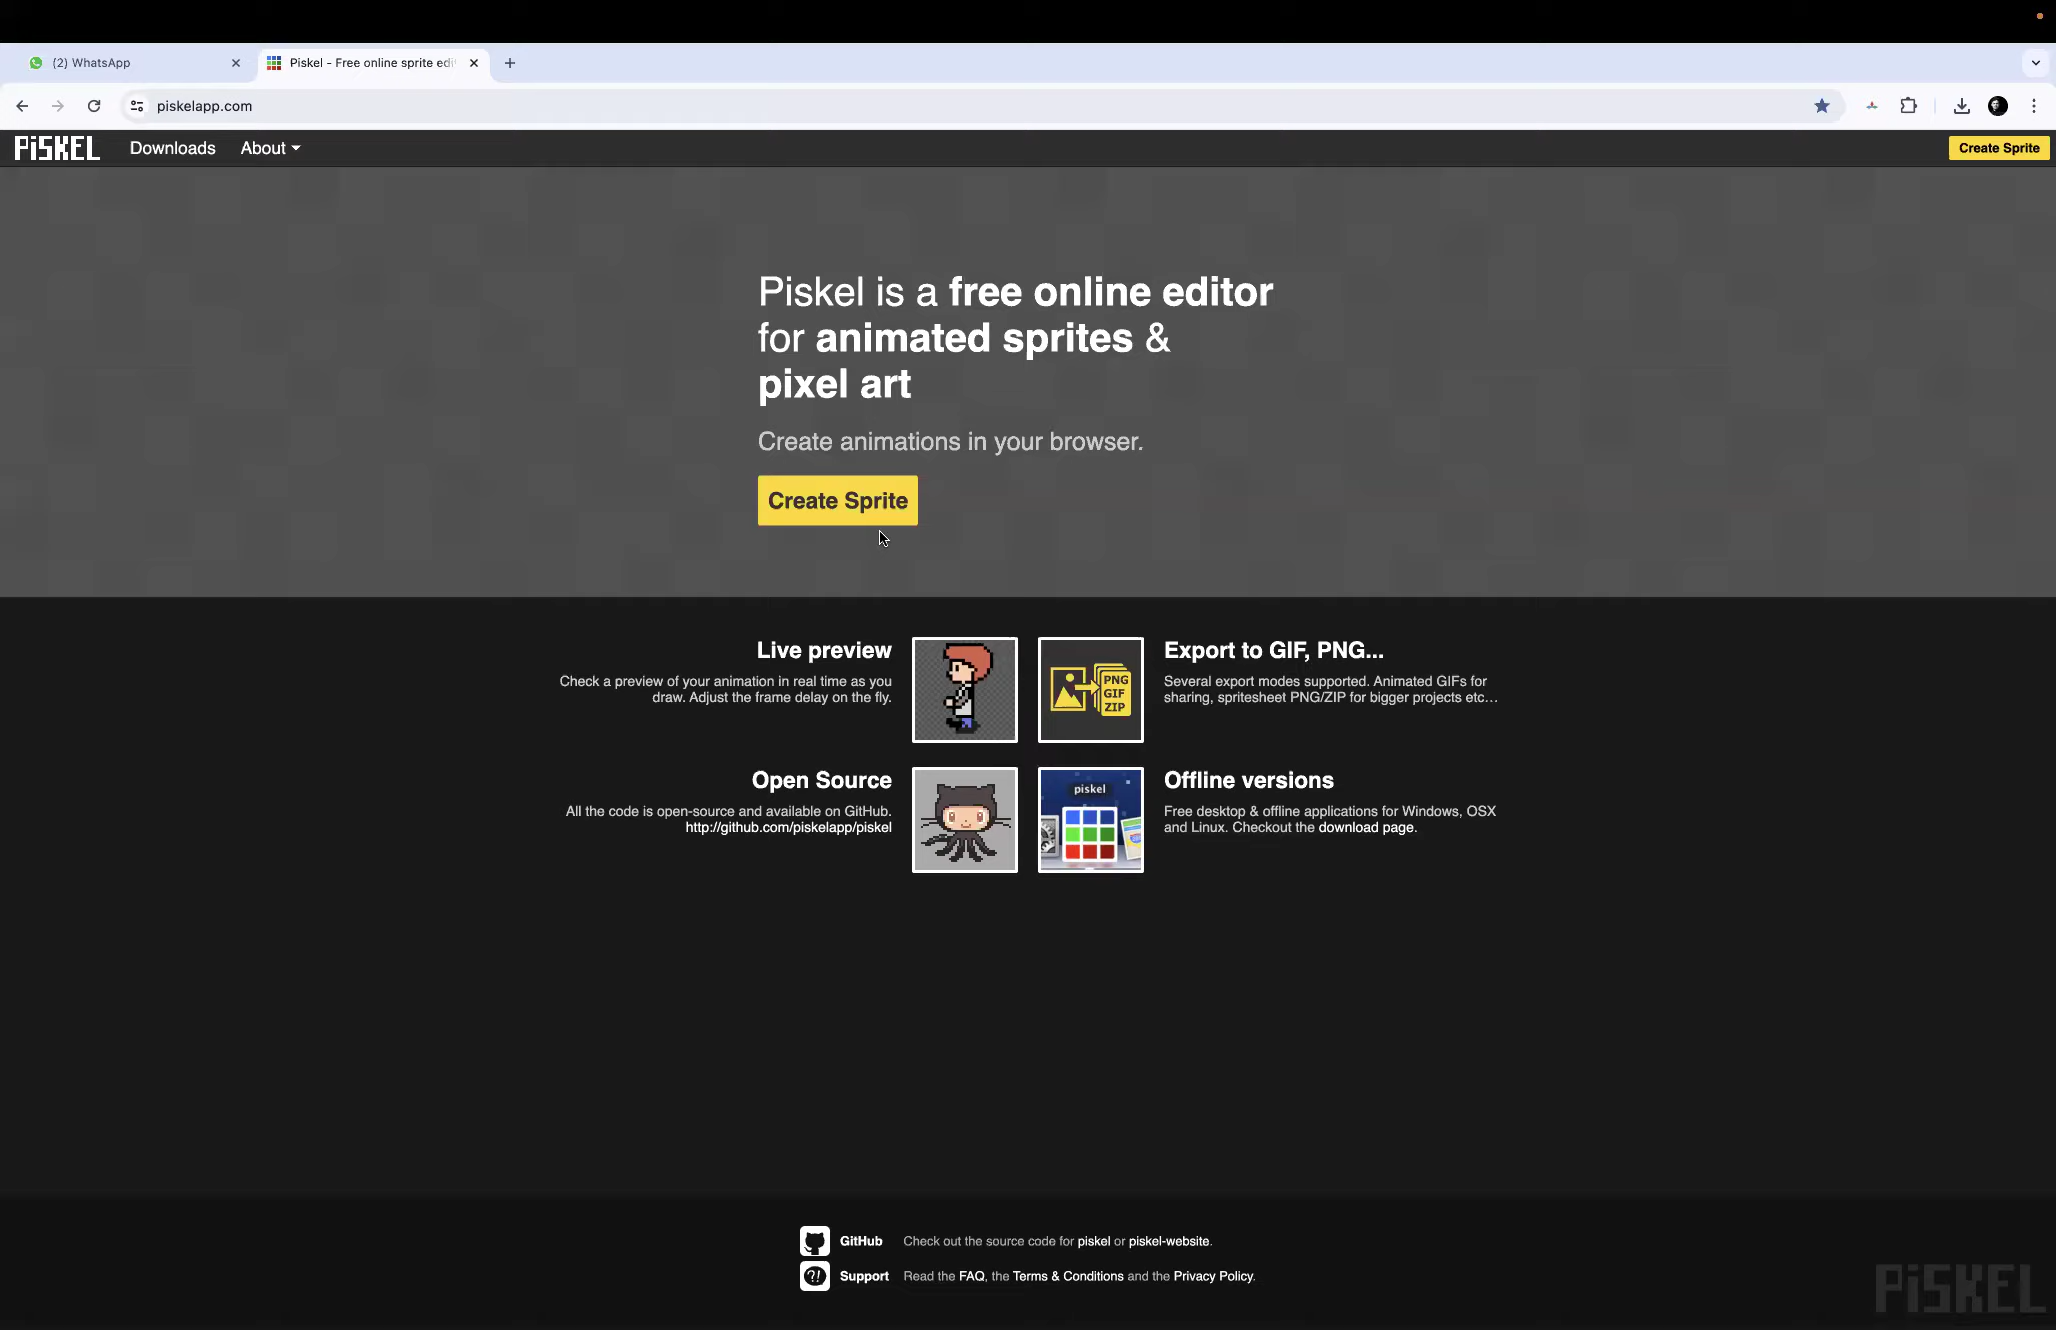 (2) WhatsApp
Piskel - Free online sprite edi
piskelapp.com
PiSKEL
Downloads
About
Create Sprite
Piskel is a free online editor
for animated sprites &
pixel art
Create animations in your browser.
Create Sprite
Live preview
Check a preview of your animation in real time as you
draw. Adjust the frame delay on the fly.
PNG
GIF
ZIP
Export to GIF, PNG...
Several export modes supported. Animated GIFs for
sharing, spritesheet PNG/ZIP for bigger projects etc...
Open Source
All the code is open-source and available on GitHub.
http://github.com/piskelapp/piskel
piskel
Offline versions
Free desktop & offline applications for Windows, OSX
and Linux. Checkout the download page.
GitHub Check out the source code for piskel or piskel-website.
?! Support Read the FAQ, the Terms & Conditions and the Privacy Policy.
PiSKEL